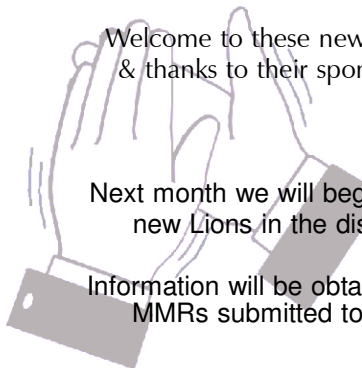 Welcome to these new
& thanks to their spon
Next month we will beg
new Lions in the dis
Information will be obta
MMRs submitted to